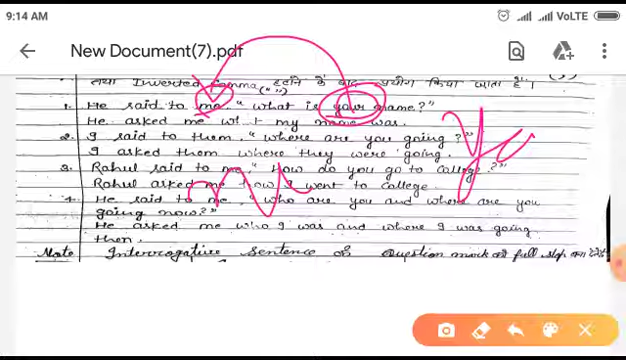 9:14 AM VoLTE
New Document(7).pdf
तथा Inverted Comma (" ") हटाने के बाद प्रयोग किया जाता है।
1. He said to me "What is your name?"
He asked me what my name was.
2. I said to them. "Where are you going?"
I asked them where they were going.
3. Rahul said to me "How do you go to College?"
Rahul asked me how I went to College.
4. He said to me. "Who are you and where are you
going now?"
He asked me who I was and where I was going
then.
Note Interrogative Sentence के Question mark को full stop